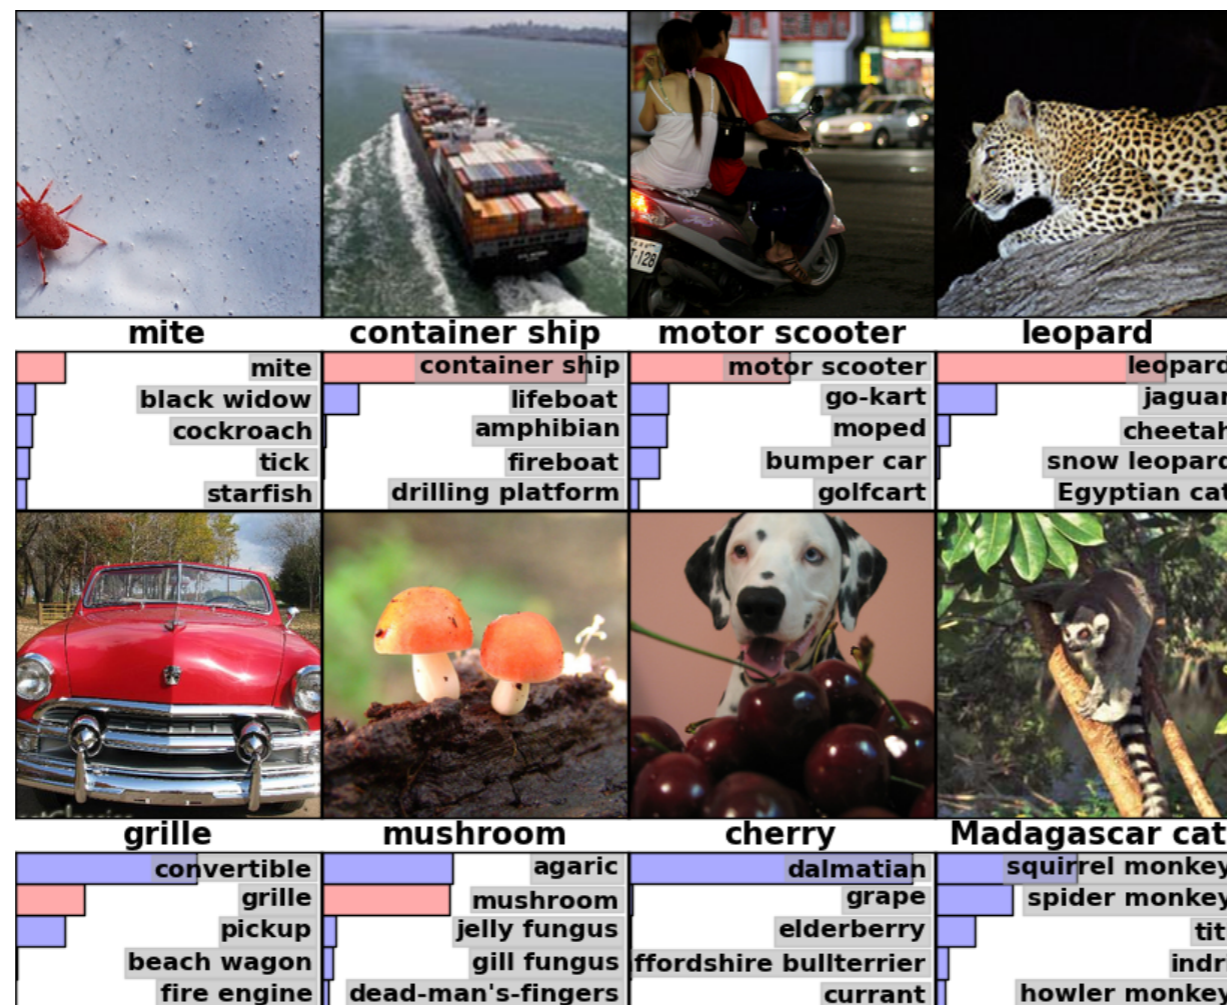 T-128
mite
container ship
motor scooter
leopard
mite
black widow
cockroach
tick
starfish
container ship
lifeboat
amphibian
fireboat
drilling platform
motor scooter
go-kart
moped
bumper car
golfcart
leopard
jaguar
cheetah
snow leopard
Egyptian cat
grille
mushroom
cherry
Madagascar cat
convertible
grille
pickup
beach wagon
fire engine
agaric
mushroom
jelly fungus
gill fungus
dead-man's-fingers
dalmatian
grape
elderberry
ffordshire bullterrier
currant
squirrel monkey
spider monkey
tit
indri
howler monkey